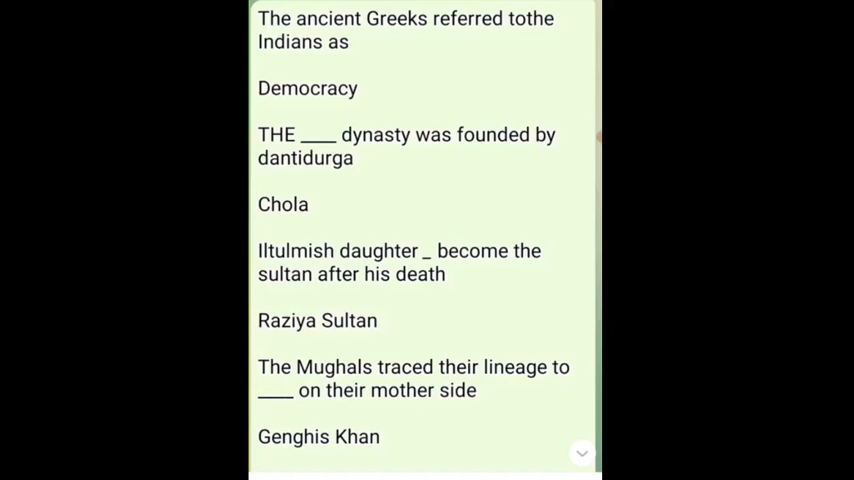 The ancient Greeks referred tothe
Indians as
Democracy
THE ____ dynasty was founded by
dantidurga
Chola
Iltulmish daughter _ become the
sultan after his death
Raziya Sultan
The Mughals traced their lineage to
____ on their mother side
Genghis Khan